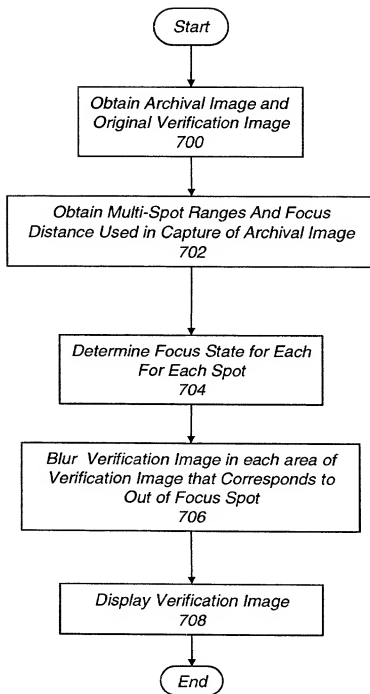 Start
Obtain Archival Image and
Original Verification Image
700
Obtain Multi-Spot Ranges And Focus
Distance Used in Capture of Archival Image
702
Determine Focus State for Each
For Each Spot
704
Blur Verification Image in each area of
Verification Image that Corresponds to
Out of Focus Spot
706
Display Verification Image
708
End